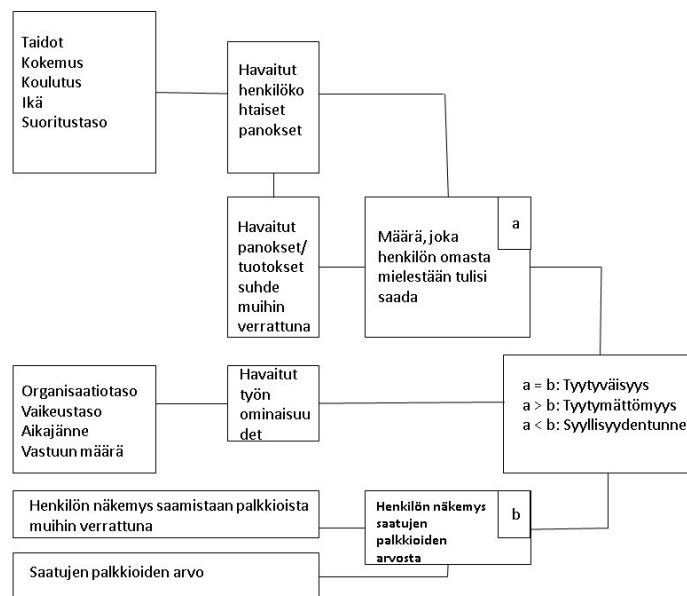 Taidot
Kokemus
Koulutus
Ikä
Suoritustaso
Havaitut
henkilöko
htaiset
panokset
Havaitut
panokset/
tuotokset
suhde
muihin
verrattuna
a
Määrä, joka
henkilön omasta
mielestään tulisi
saada
Organisaatiotaso
Vaikeustaso
Aikajänne
Vastuun määrä
Havaitut
työn
ominaisuu
det
a = b: Tyytyväisyys
a > b: Tyytymättömyys
a < b: Syyllisyydentunne
Henkilön näkemys saamistaan palkkioista
muihin verrattuna
Henkilön näkemys
saatujen
palkkioiden
arvosta
b
Saatujen palkkioiden arvo